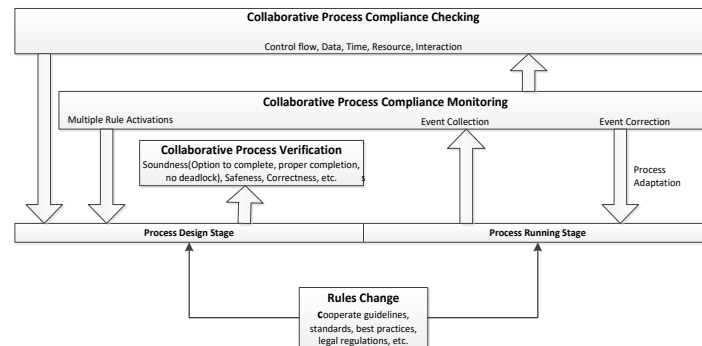 Collaborative Process Compliance Checking
Control flow, Data, Time, Resource, Interaction
Collaborative Process Compliance Monitoring
Multiple Rule Activations
Event Collection
Event Correction
Collaborative Process Verification
Soundness(Option to complete, proper completion,
no deadlock), Safeness, Correctness, etc. s
Process
Adaptation
Process Design Stage
Process Running Stage
Rules Change
Cooperate guidelines,
standards, best practices,
legal regulations, etc.